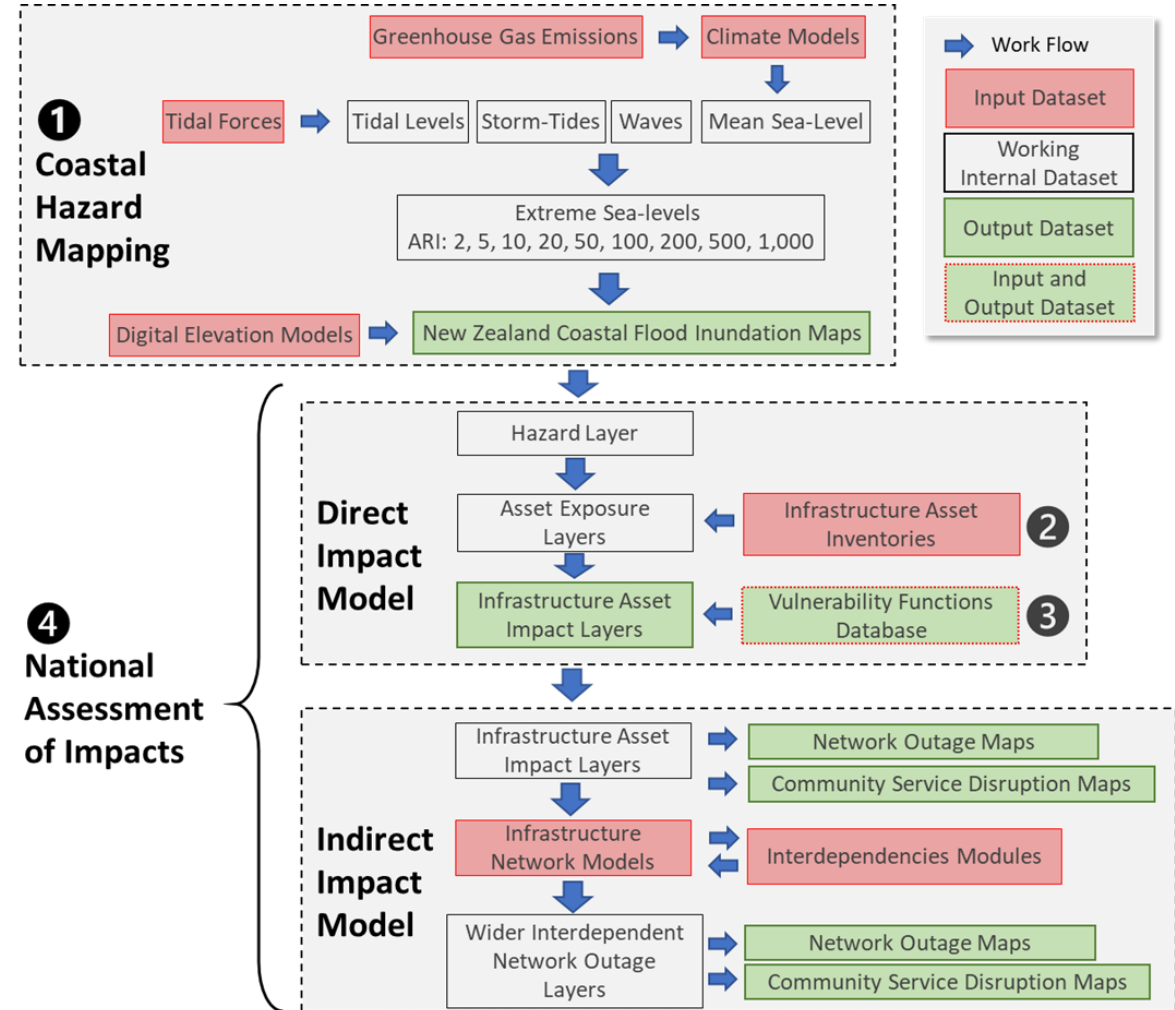 Greenhouse Gas Emissions
Climate Models
Work Flow
Input Dataset
Working
Internal Dataset
Output Dataset
Input and
Output Dataset
1
Coastal
Hazard
Mapping
Tidal Forces
Tidal Levels
Storm-Tides
Waves
Mean Sea-Level
Extreme Sea-levels
ARI: 2, 5, 10, 20, 50, 100, 200, 500, 1,000
Digital Elevation Models
New Zealand Coastal Flood Inundation Maps
4
National
Assessment
of Impacts
Direct
Impact
Model
Hazard Layer
Asset Exposure
Layers
Infrastructure Asset
Inventories
2
Infrastructure Asset
Impact Layers
Vulnerability Functions
Database
3
Indirect
Impact
Model
Infrastructure Asset
Impact Layers
Network Outage Maps
Community Service Disruption Maps
Infrastructure
Network Models
Interdependencies Modules
Wider Interdependent
Network Outage
Layers
Network Outage Maps
Community Service Disruption Maps